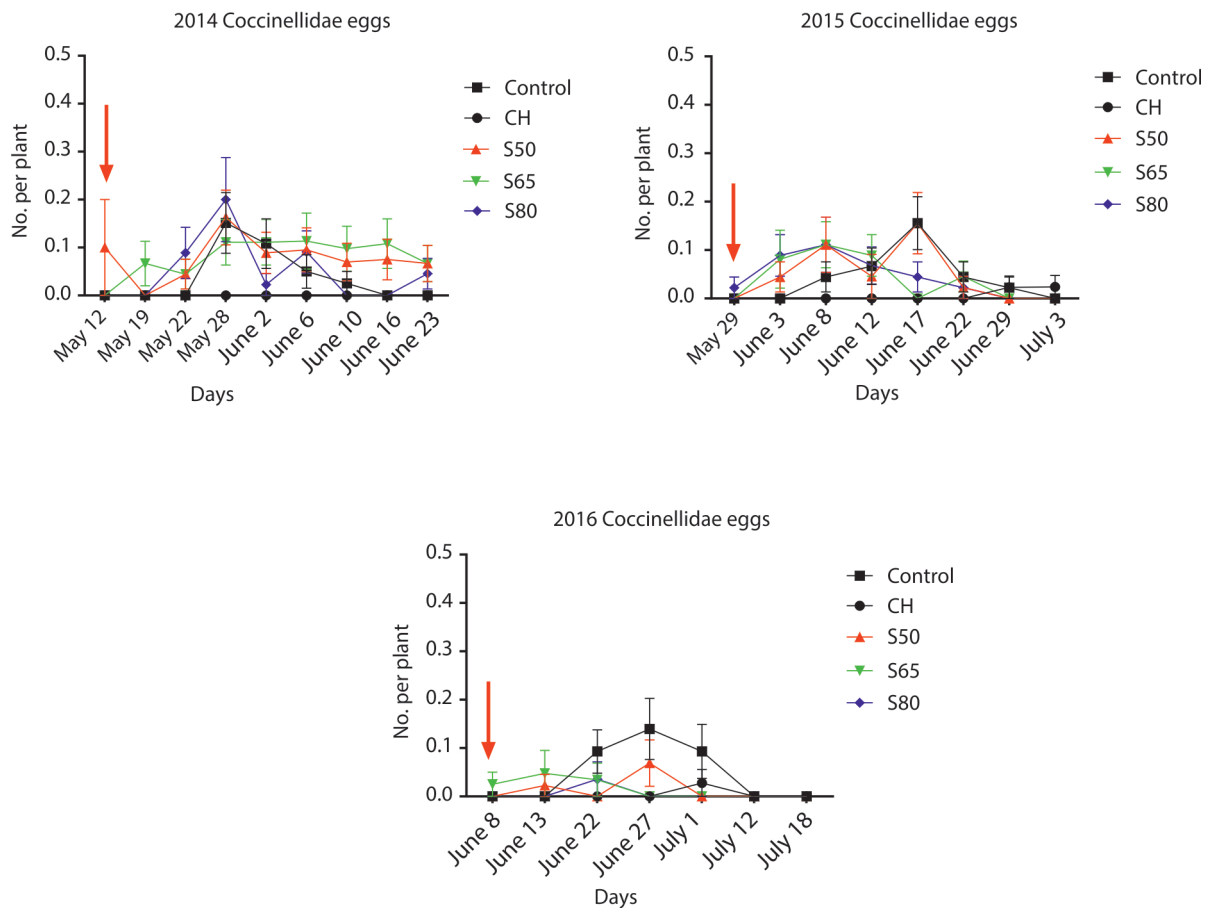 2014 Coccinellidae eggs
No. per plant
0.5
0.4
0.3
0.2
0.1
0.0
May 12
May 19
May 22
May 28
June 2
June 6
June 10
June 16
June 23
Days
Control
CH
S50
S65
S80
2015 Coccinellidae eggs
No. per plant
0.5
0.4
0.3
0.2
0.1
0.0
May 29
June 3
June 8
June 12
June 17
June 22
June 29
July 3
Days
Control
CH
S50
S65
S80
2016 Coccinellidae eggs
No. per plant
0.5
0.4
0.3
0.2
0.1
0.0
June 8
June 13
June 22
June 27
July 1
July 12
July 18
Days
Control
CH
S50
S65
S80